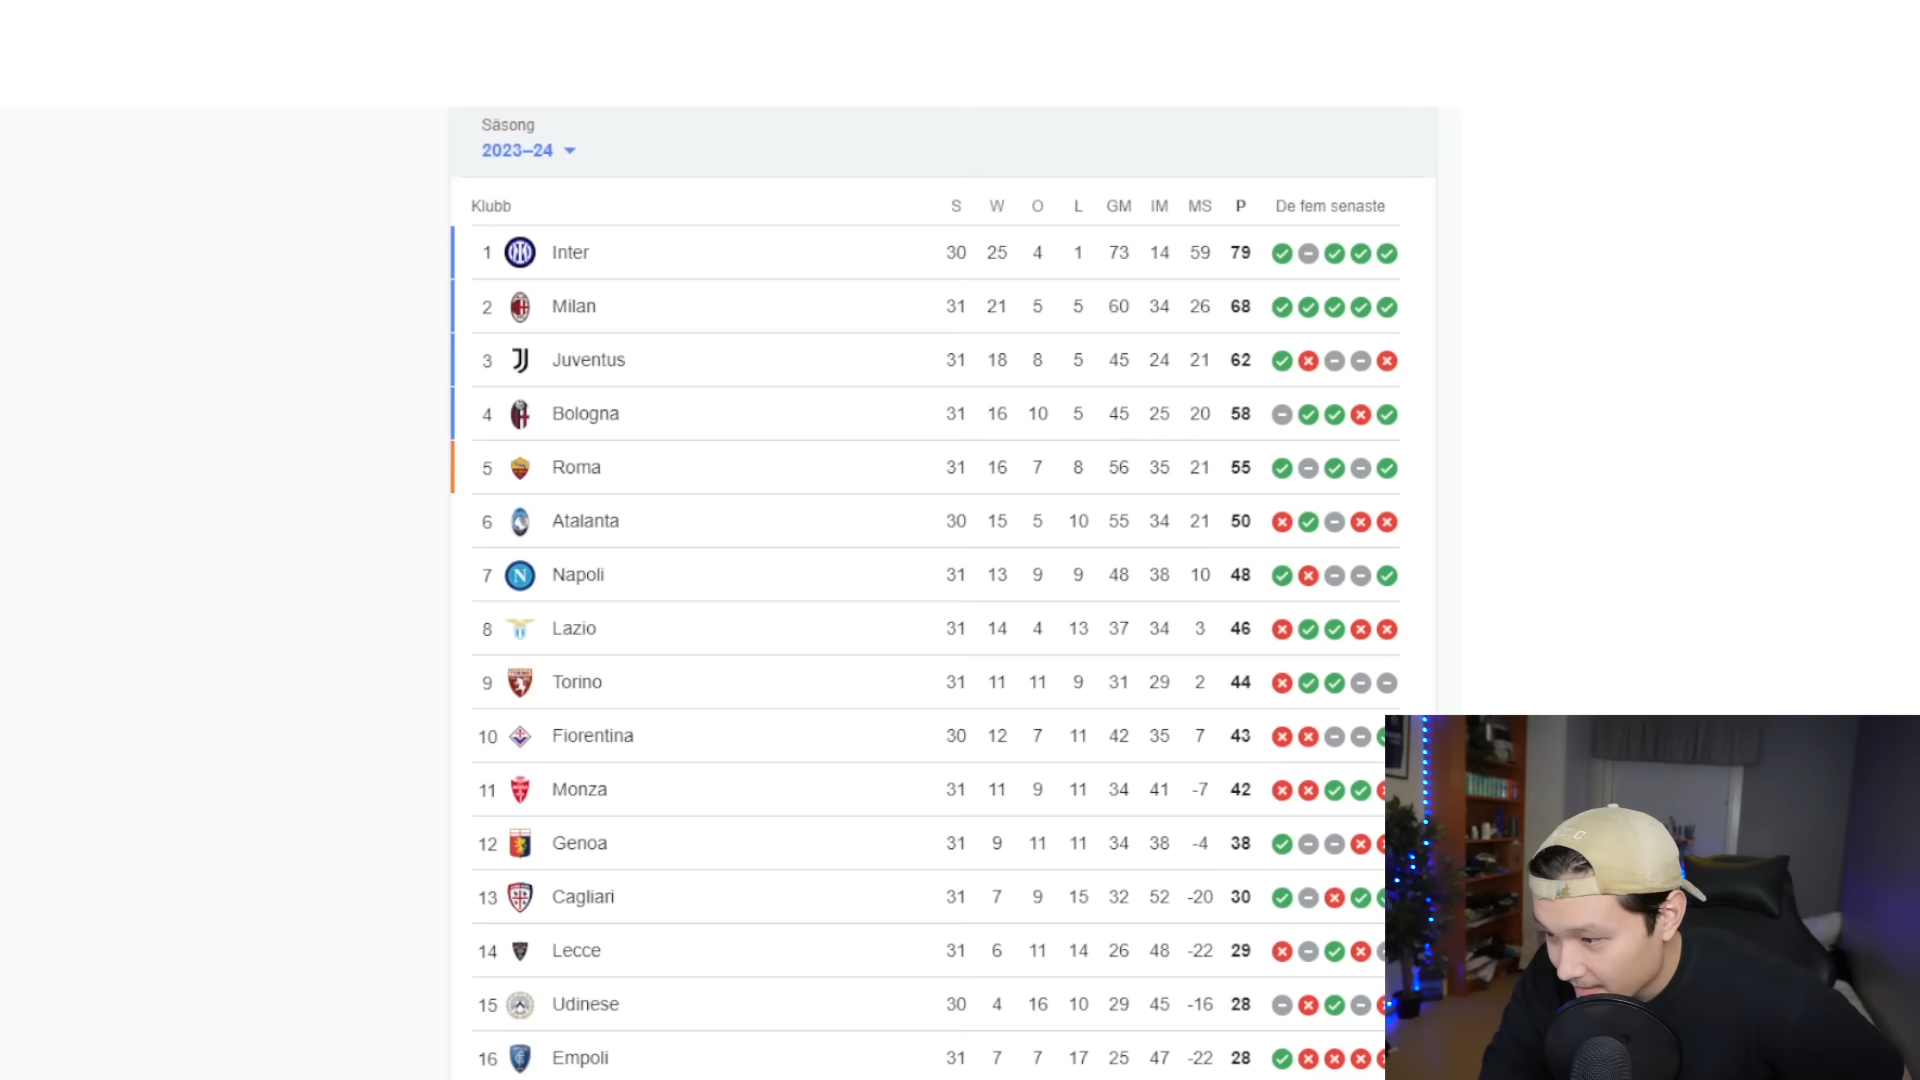 Säsong
2023–24
Klubb S W O L GM IM MS P De fem senaste
1 Inter 30 25 4 1 73 14 59 79
2 Milan 31 21 5 5 60 34 26 68
3 Juventus 31 18 8 5 45 24 21 62
4 Bologna 31 16 10 5 45 25 20 58
5 Roma 31 16 7 8 56 35 21 55
6 Atalanta 30 15 5 10 55 34 21 50
7 N Napoli 31 13 9 9 48 38 10 48
8 Lazio 31 14 4 13 37 34 3 46
9 Torino 31 11 11 9 31 29 2 44
10 Fiorentina 30 12 7 11 42 35 7 43
11 Monza 31 11 9 11 34 41 -7 42
12 Genoa 31 9 11 11 34 38 -4 38
13 Cagliari 31 7 9 15 32 52 -20 30
14 Lecce 31 6 11 14 26 48 -22 29
15 Udinese 30 4 16 10 29 45 -16 28
16 Empoli 31 7 7 17 25 47 -22 28